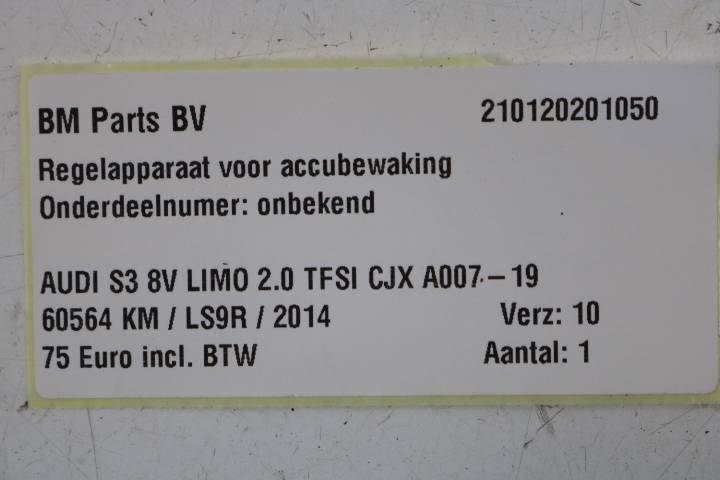 BM Parts BV 210120201050
Regelapparaat voor accubewaking
Onderdeelnumer: onbekend
AUDI S3 8V LIMO 2.0 TFSI CJX A007-19
60564 KM / LS9R / 2014 Verz: 10
75 Euro incl. BTW Aantal: 1